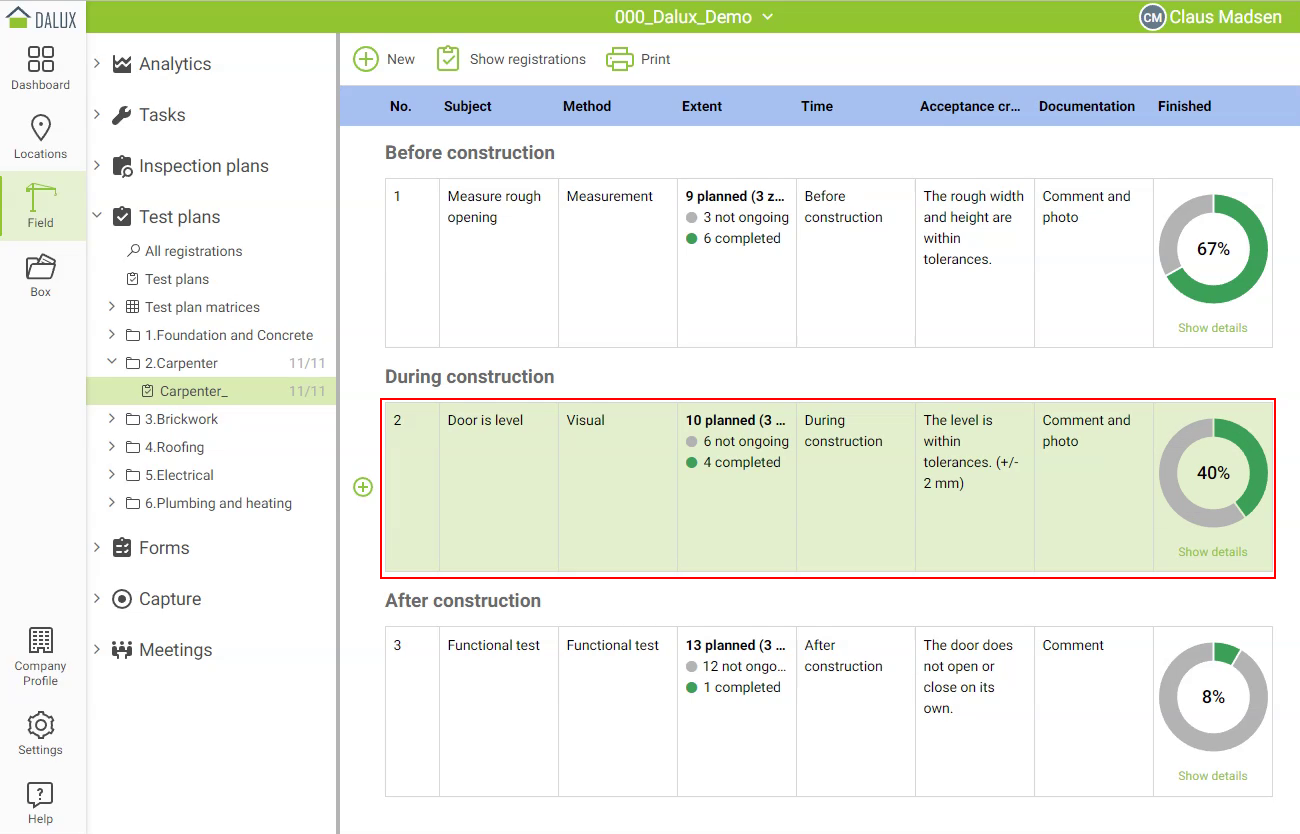 DALUX
000_Dalux_Demo
CM Claus Madsen
Dashboard
Locations
Field
Box
Company
Profile
Settings
?
Help
Analytics
Tasks
Inspection plans
Test plans
All registrations
Test plans
Test plan matrices
1.Foundation and Concrete
2.Carpenter 11/11
Carpenter_ 11/11
3.Brickwork
4.Roofing
5.Electrical
6.Plumbing and heating
Forms
Capture
Meetings
New Show registrations Print
No. Subject Method Extent Time Acceptance cr... Documentation Finished
Before construction
1
Measure rough
opening
Measurement
9 planned (3 z...
3 not ongoing
6 completed
Before
construction
The rough width
and height are
within
tolerances.
Comment and
photo
67%
Show details
During construction
2
Door is level
Visual
10 planned (3 ...
6 not ongoing
4 completed
During
construction
The level is
within
tolerances. (+/-
2 mm)
Comment and
photo
40%
Show details
After construction
3
Functional test
Functional test
13 planned (3 ...
12 not ongo...
1 completed
After
construction
The door does
not open or
close on its
own.
Comment
8%
Show details